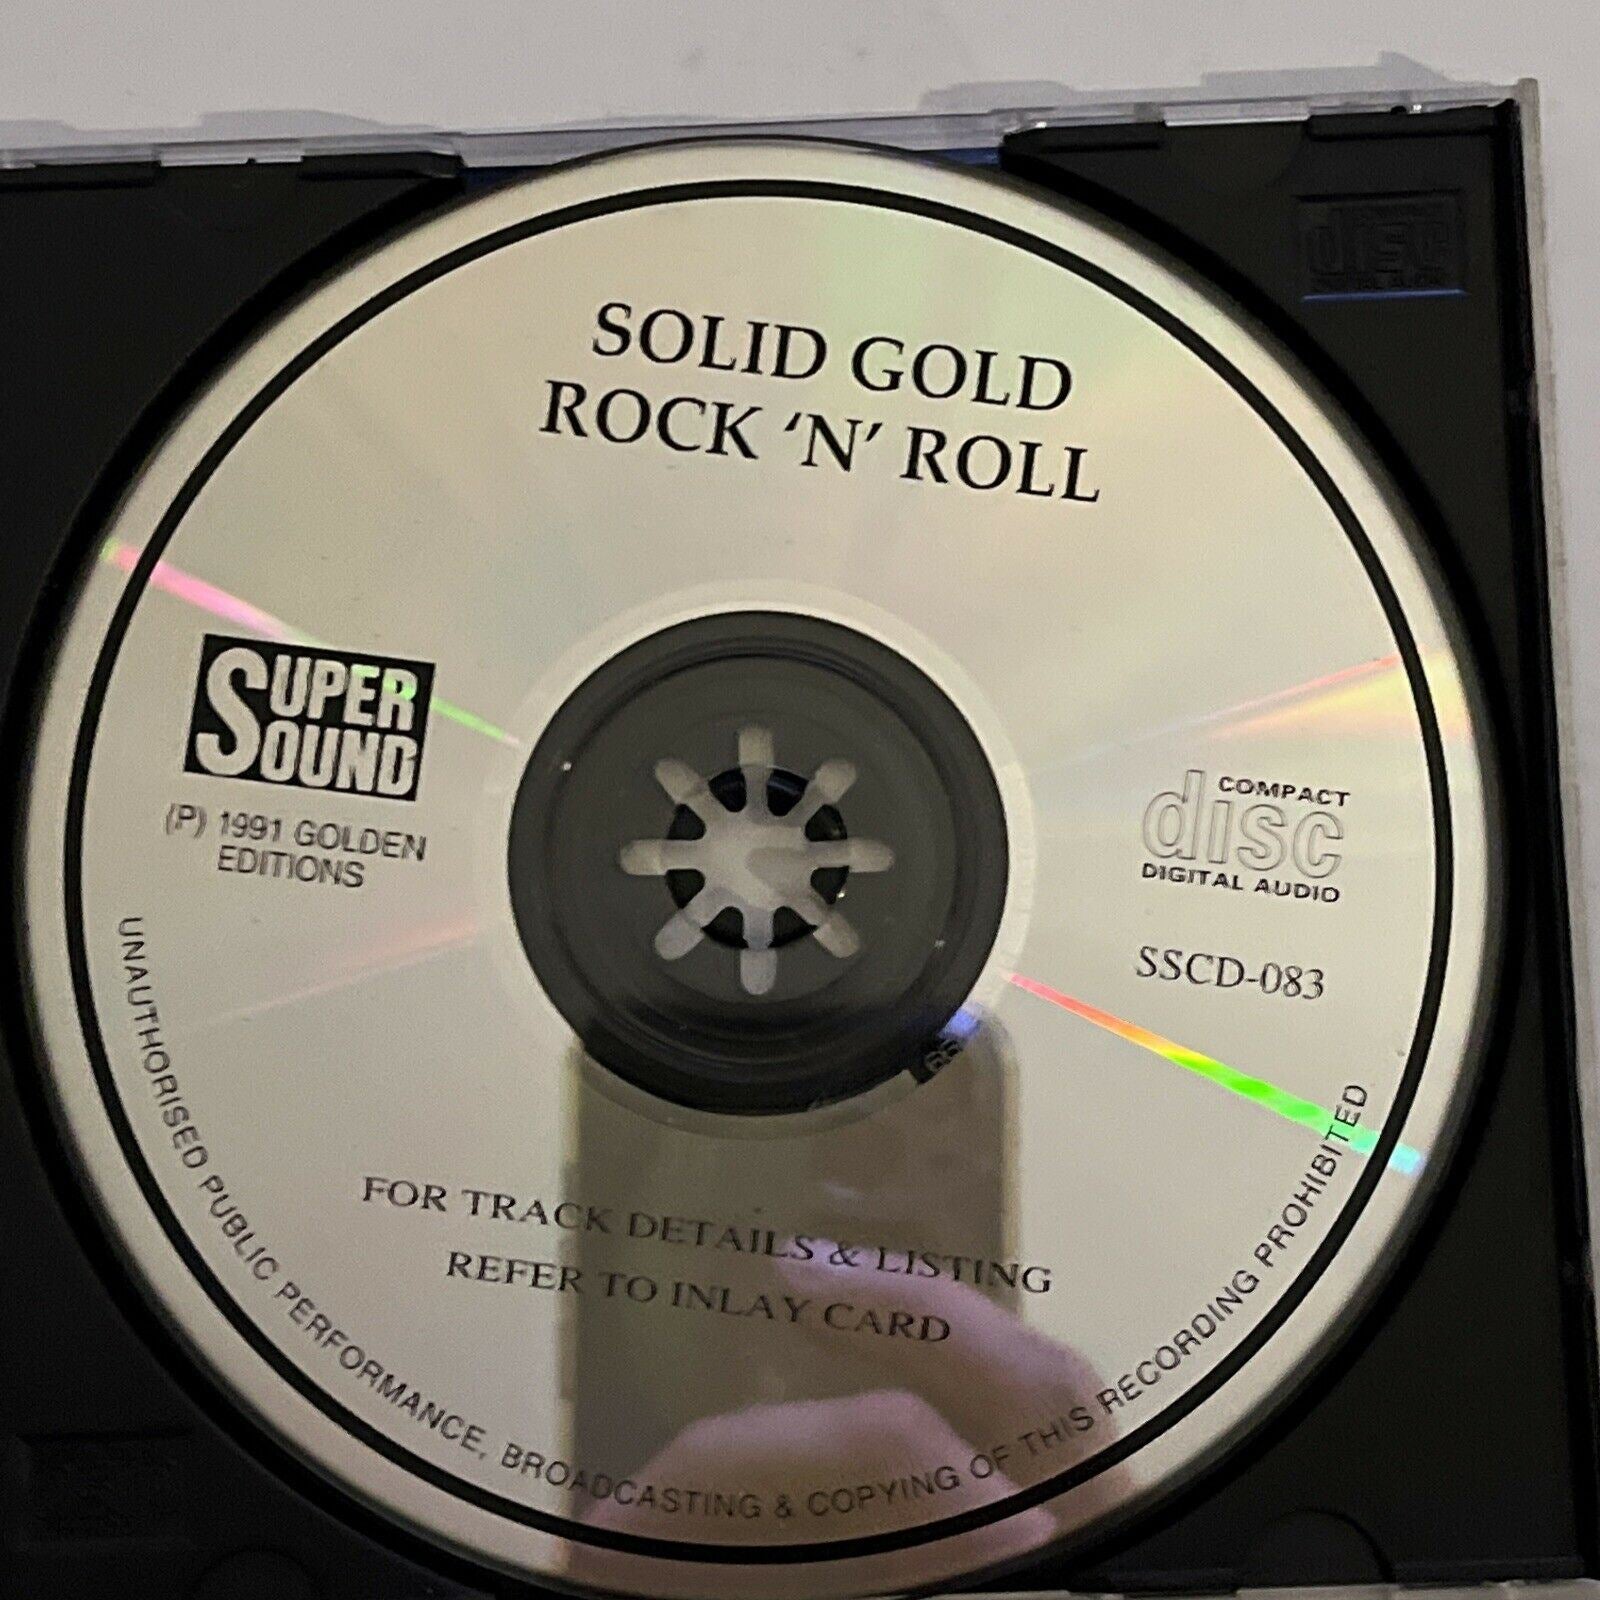 SOLID GOLD
ROCK 'N' ROLL
SUPER
SOUND
(P) 1991 GOLDEN
EDITIONS
COMPACT
disc
DIGITAL AUDIO
SSCD-083
FOR TRACK DETAILS & LISTING
REFER TO INLAY CARD
UNAUTHORISED PUBLIC PERFORMANCE, BROADCASTING & COPYING OF THIS RECORDING PROHIBITED
disc